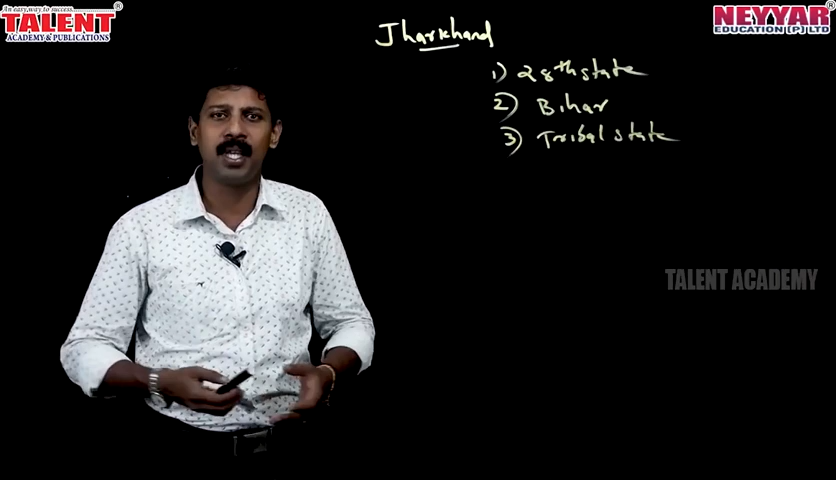 An easy way to success......
TALENT®
ACADEMY & PUBLICATIONS
NEYYAR®
EDUCATION (P) LTD
Jharkhand
1) 28th state
2) Bihar
3) Tribal state
TALENT ACADEMY